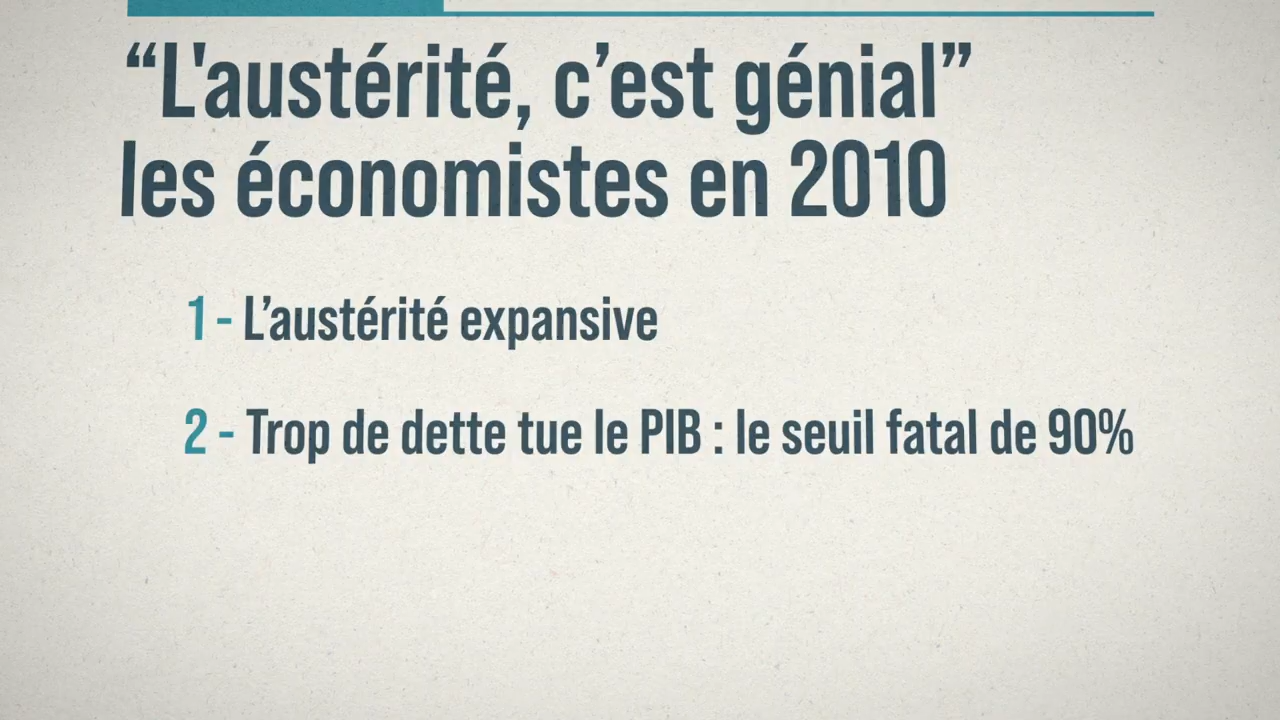 “L'austérité, c’est génial”
les économistes en 2010
1 - L’austérité expansive
2 - Trop de dette tue le PIB : le seuil fatal de 90%